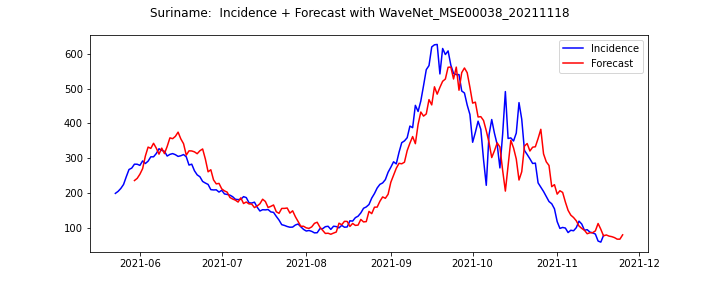 Suriname:  Incidence + Forecast with WaveNet_MSE00038_20211118
Incidence
Forecast
600
500
400
300
200
100
2021-06 2021-07 2021-08 2021-09 2021-10 2021-11 2021-12